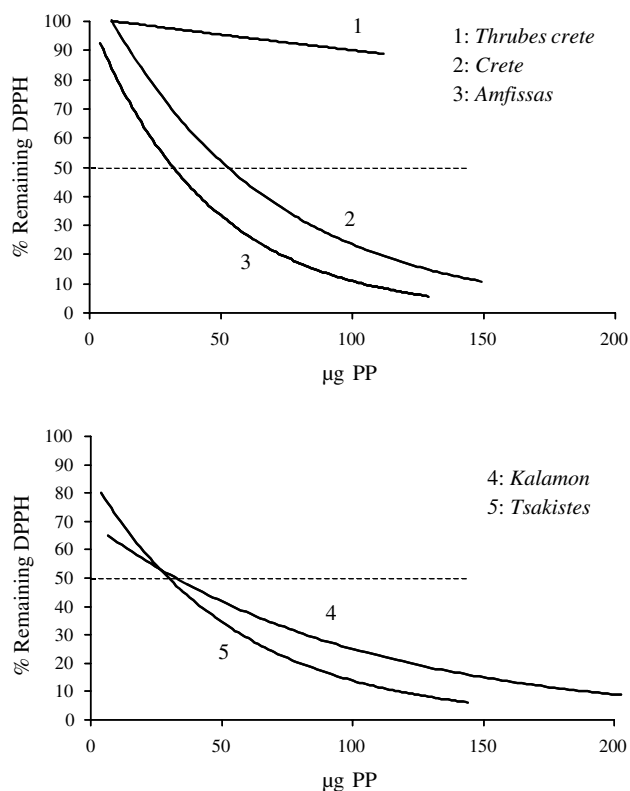 % Remaining DPPH
100
90
80
70
60
50
40
30
20
10
0
1
2
3
1: Thrubes crete
2: Crete
3: Amfissas
0 50 100 150 200
µg PP
% Remaining DPPH
100
90
80
70
60
50
40
30
20
10
0
4
5
4: Kalamon
5: Tsakistes
0 50 100 150 200
µg PP